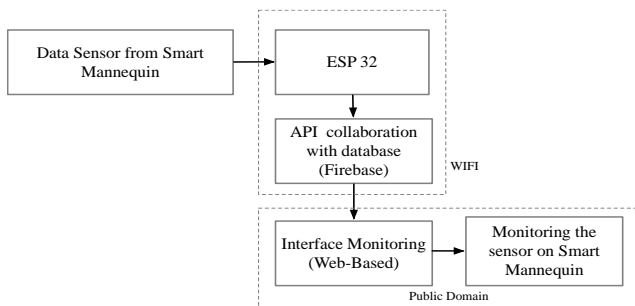 Data Sensor from Smart
Mannequin
ESP 32
API collaboration
with database
(Firebase)
WIFI
Interface Monitoring
(Web-Based)
Monitoring the
sensor on Smart
Mannequin
Public Domain